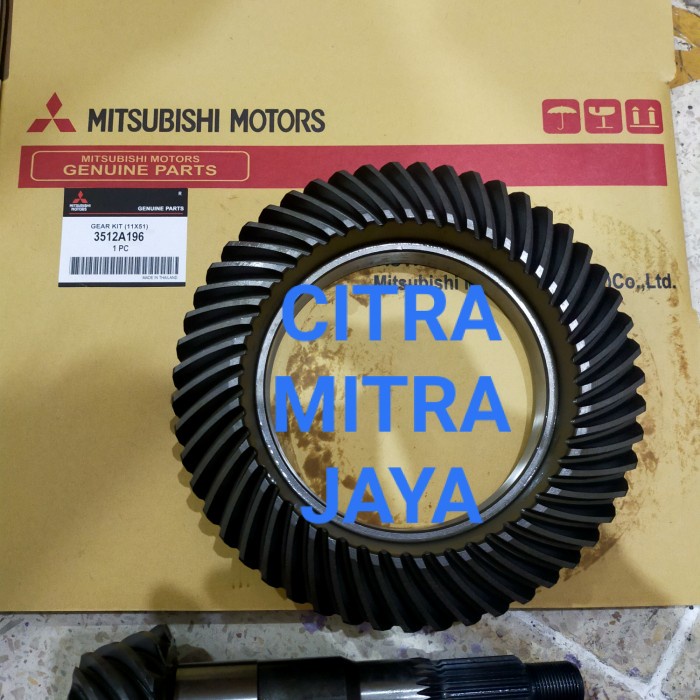 MITSUBISHI MOTORS
MITSUBISHI MOTORS
GENUINE PARTS
GENUINE PARTS
GEAR KIT (11X51)
3512A196
1 PC
MADE IN THAILAND
Mitsubishi
Co.,Ltd.
CITRA
MITRA
JAYA